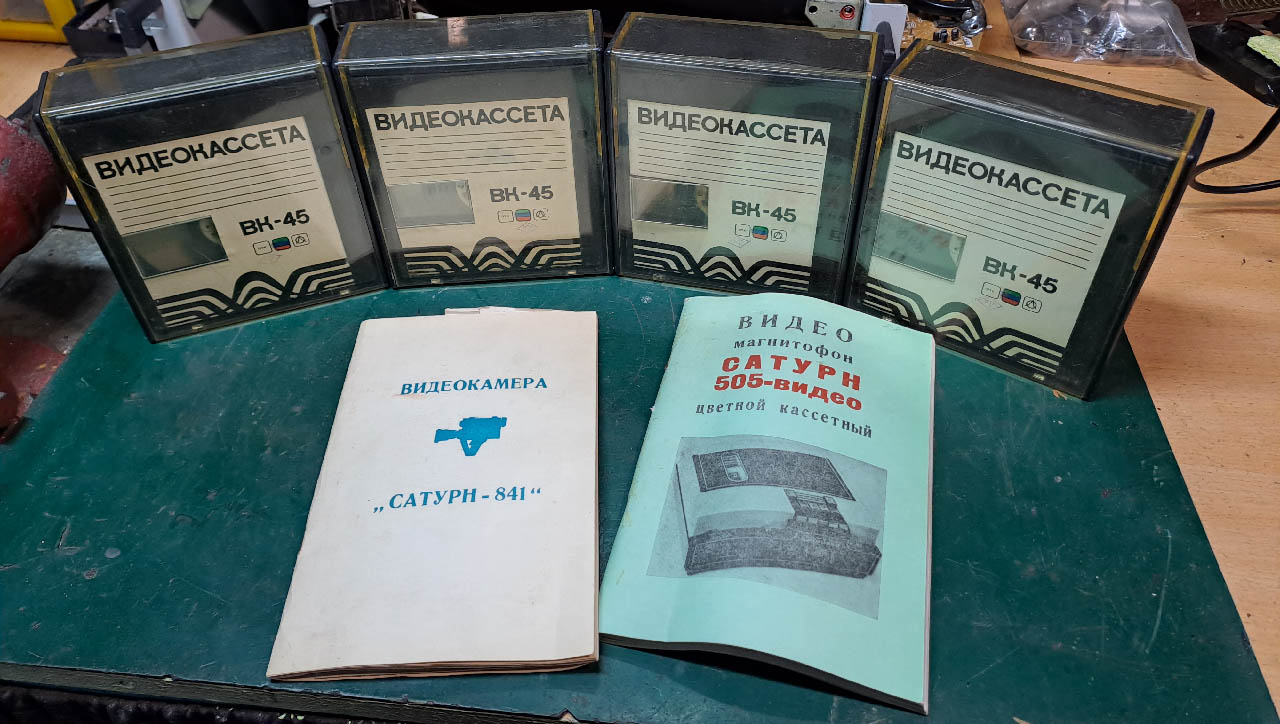 ВИДЕОКАССЕТА
ВК-45
ВИДЕОКАССЕТА
ВК-45
ВИДЕОКАССЕТА
ВК-45
ВИДЕОКАССЕТА
ВК-45
ВИДЕОКАМЕРА
„САТУРН - 841“
ВИДЕО
магнитофон
САТУРН
505-видео
цветной кассетный